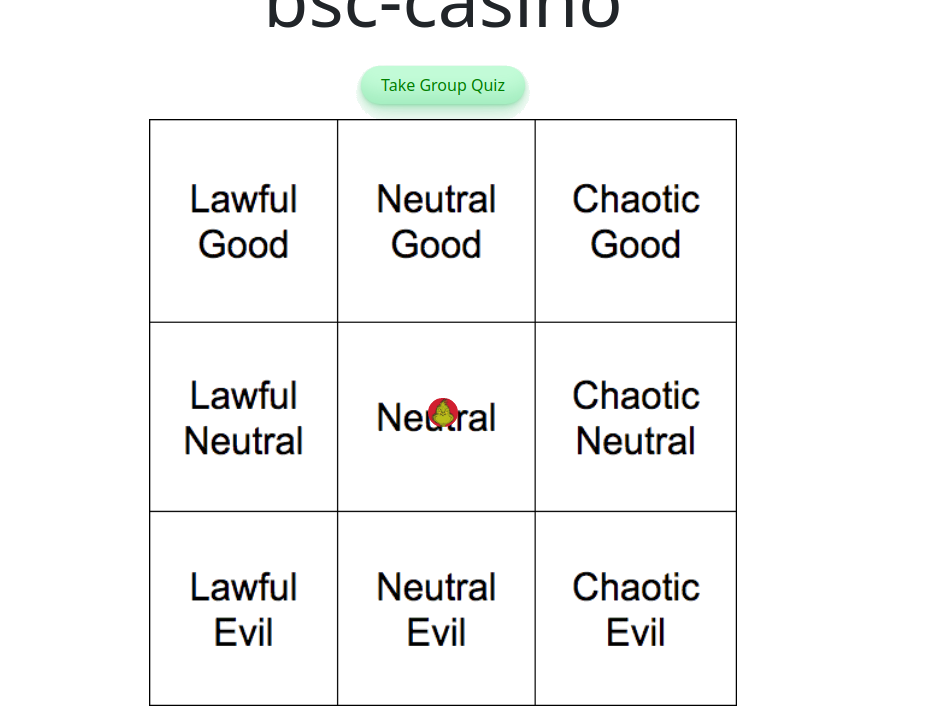 bsc-casino
Take Group Quiz
Lawful
Good
Neutral
Good
Chaotic
Good
Lawful
Neutral
Neutral
Chaotic
Neutral
Lawful
Evil
Neutral
Evil
Chaotic
Evil